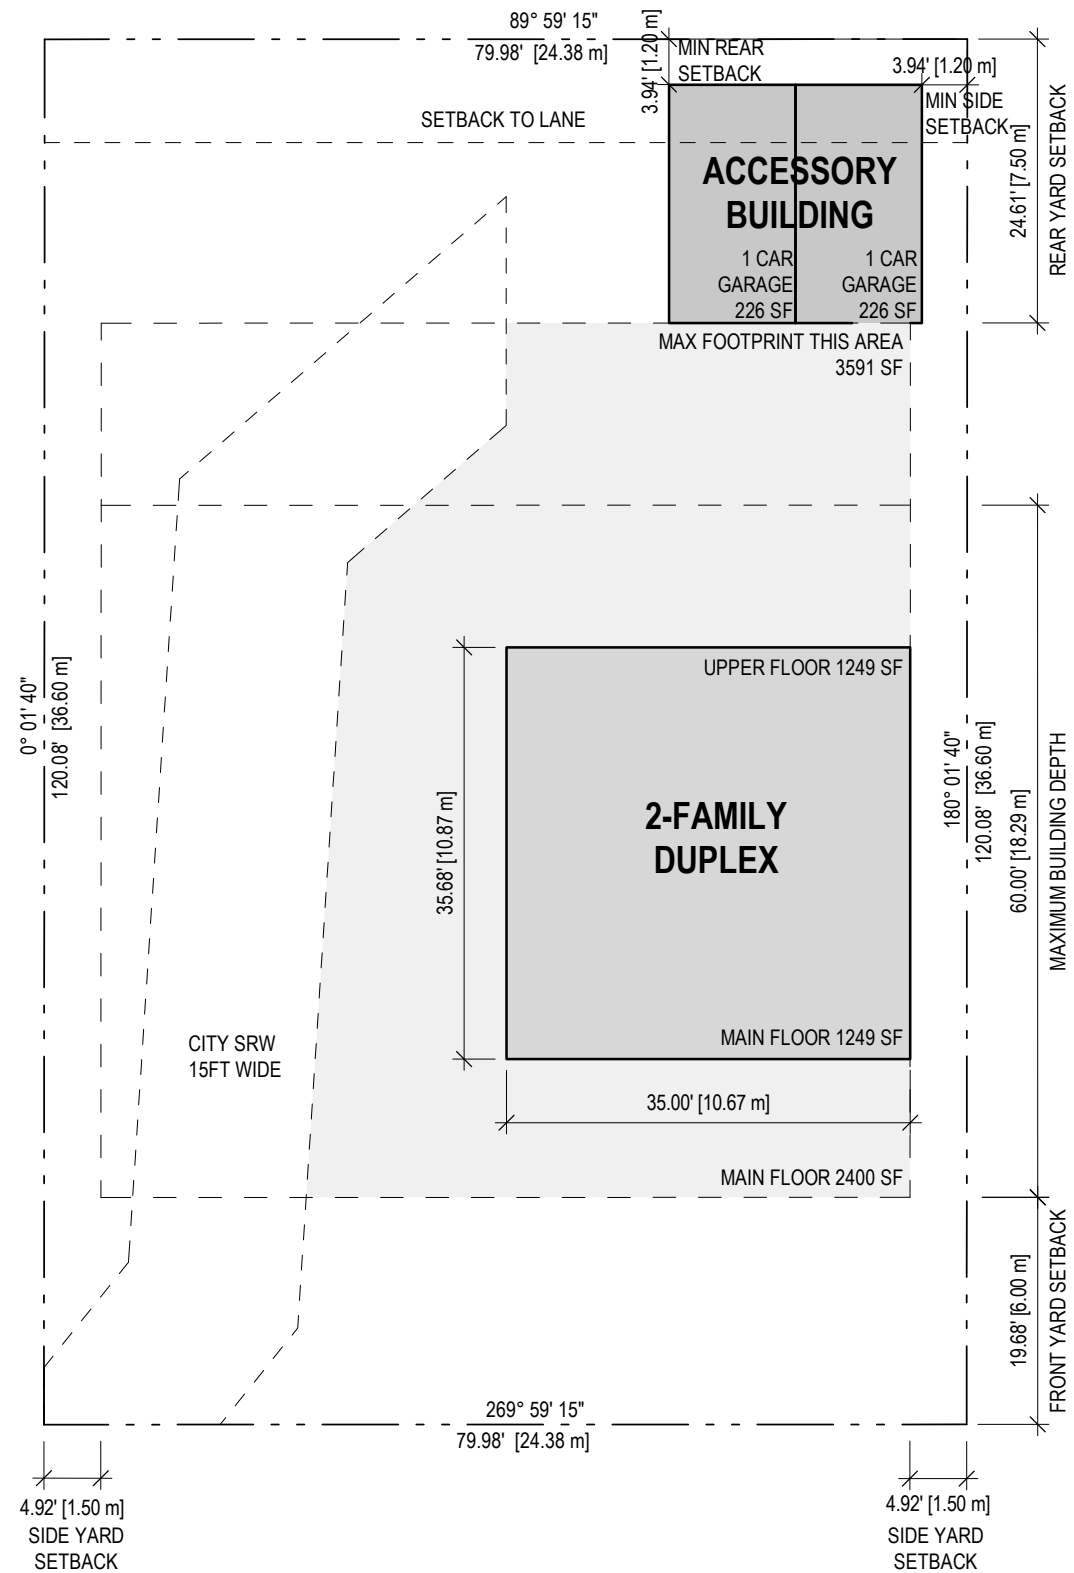 89° 59' 15"
79.98' [24.38 m]
3.94' [1.20 m]
MIN REAR
SETBACK
3.94' [1.20 m]
MIN SIDE
SETBACK
SETBACK TO LANE
24.61' [7.50 m]
REAR YARD SETBACK
ACCESSORY
BUILDING
1 CAR
GARAGE
226 SF
1 CAR
GARAGE
226 SF
MAX FOOTPRINT THIS AREA
3591 SF
0° 01' 40"
120.08' [36.60 m]
UPPER FLOOR 1249 SF
35.68' [10.87 m]
2-FAMILY
DUPLEX
180° 01' 40"
120.08' [36.60 m]
60.00' [18.29 m]
MAXIMUM BUILDING DEPTH
CITY SRW
15FT WIDE
MAIN FLOOR 1249 SF
35.00' [10.67 m]
MAIN FLOOR 2400 SF
19.68' [6.00 m]
FRONT YARD SETBACK
269° 59' 15"
79.98' [24.38 m]
4.92' [1.50 m]
SIDE YARD
SETBACK
4.92' [1.50 m]
SIDE YARD
SETBACK